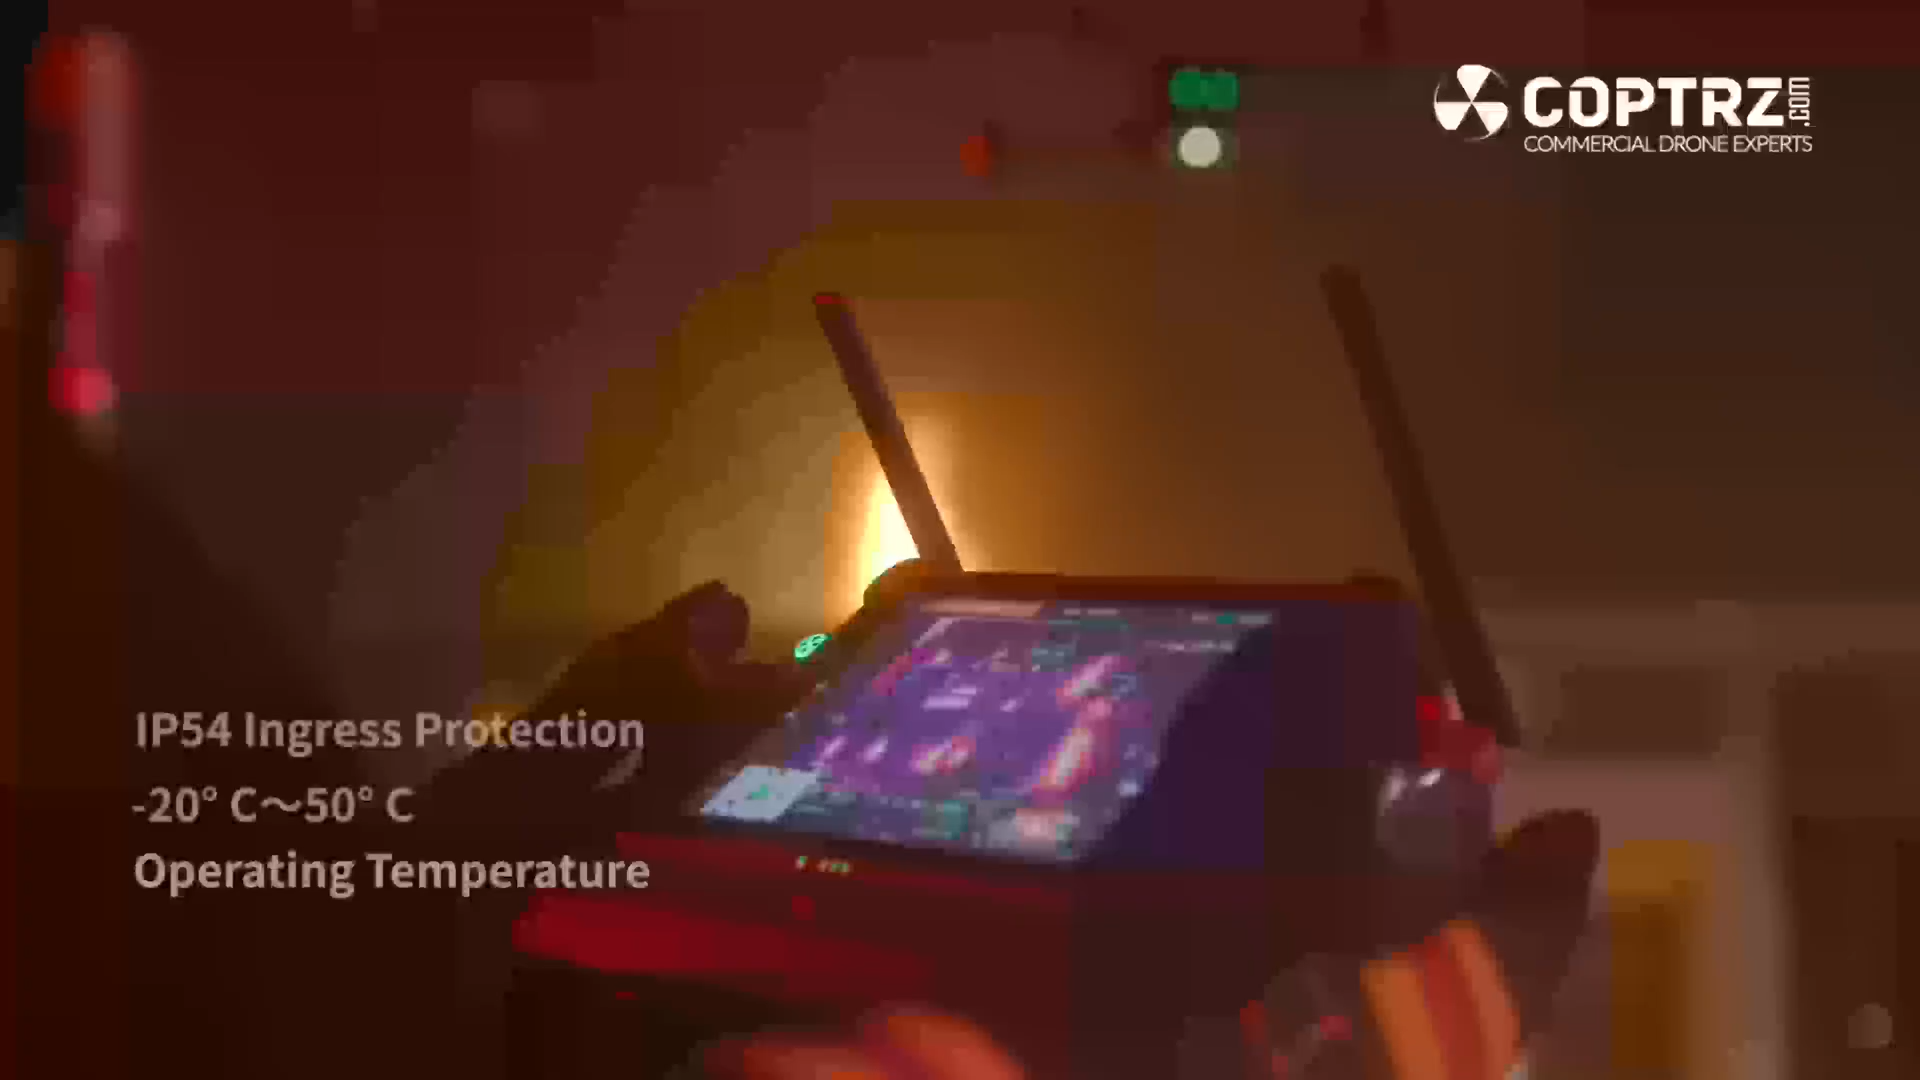 COPTRZ.com
COMMERCIAL DRONE EXPERTS
IP54 Ingress Protection
-20° C～50° C
Operating Temperature